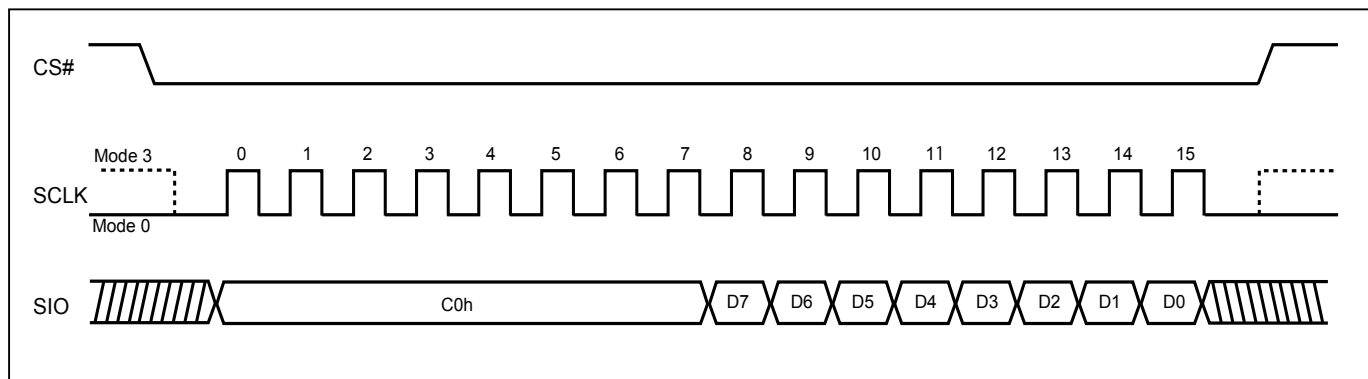 CS#
Mode 3 0 1 2 3 4 5 6 7 8 9 10 11 12 13 14 15
SCLK
Mode 0
SIO C0h D7 D6 D5 D4 D3 D2 D1 D0